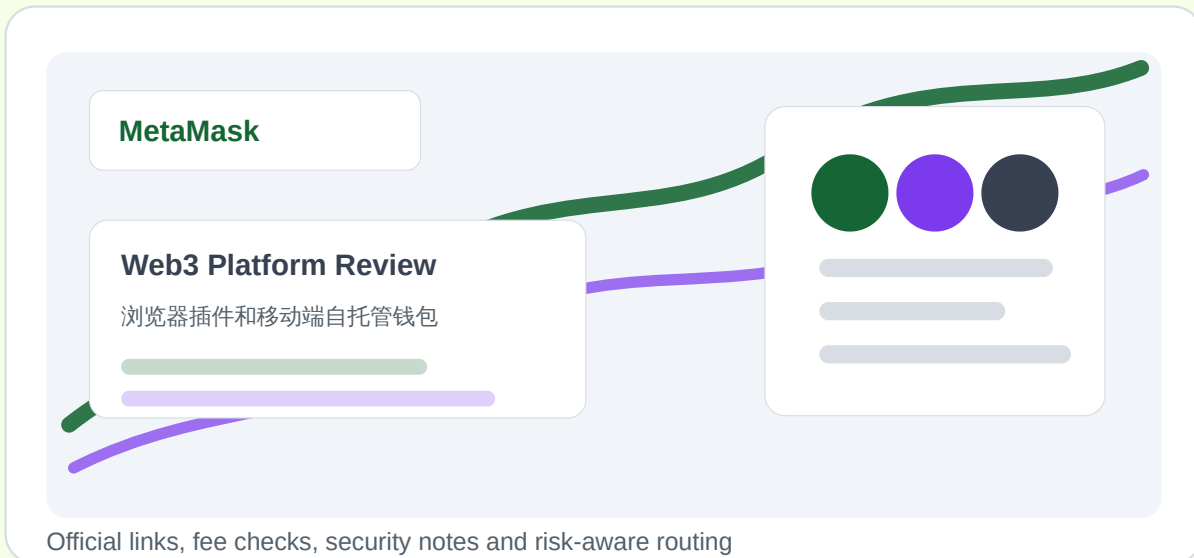 MetaMask
Web3 Platform Review
浏览器插件和移动端自托管钱包
Official links, fee checks, security notes and risk-aware routing